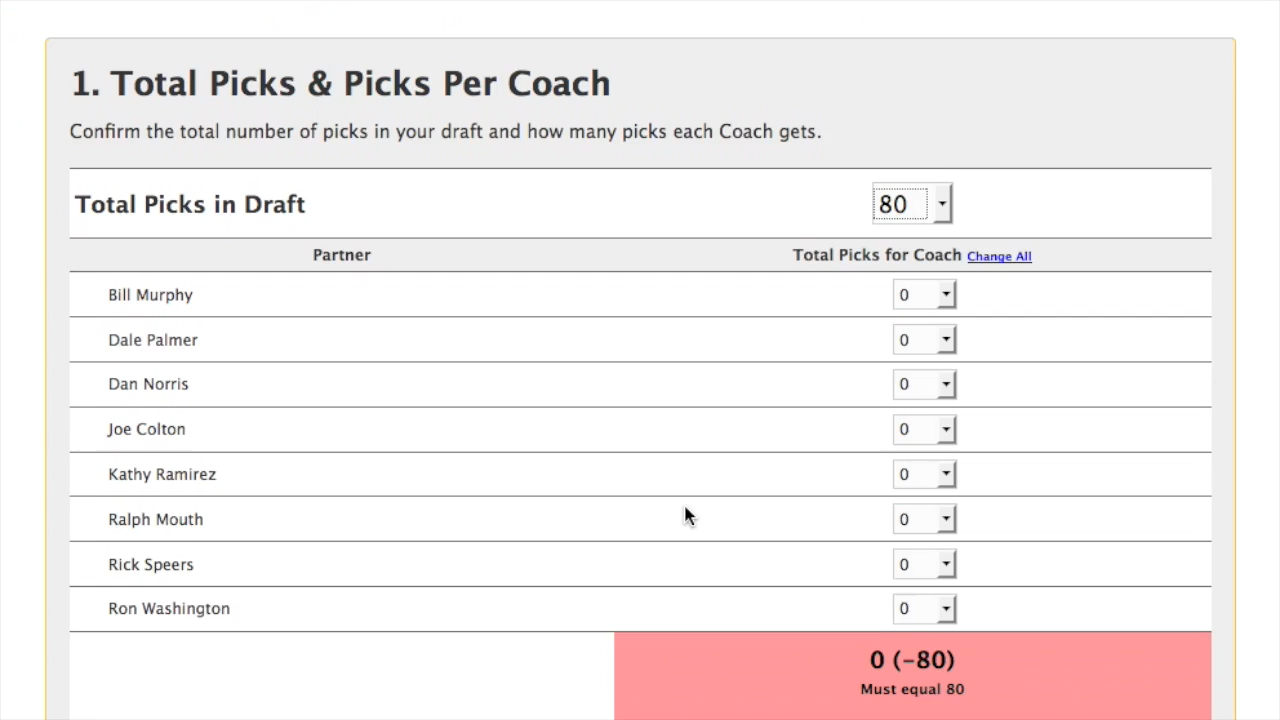 1. Total Picks & Picks Per Coach
Confirm the total number of picks in your draft and how many picks each Coach gets.
Total Picks in Draft 80
Partner Total Picks for Coach Change All
Bill Murphy 0
Dale Palmer 0
Dan Norris 0
Joe Colton 0
Kathy Ramirez 0
Ralph Mouth 0
Rick Speers 0
Ron Washington 0
0 (-80)
Must equal 80